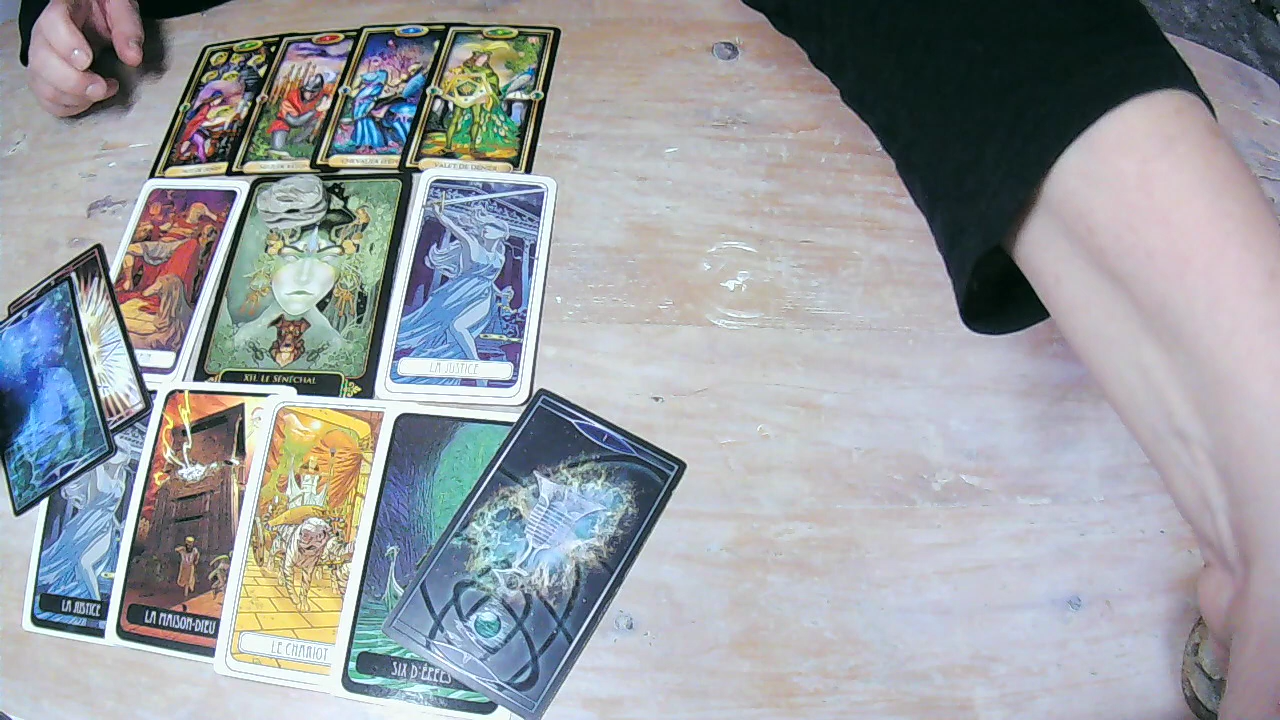 VALET DE DENIER
XII. LE SÉNÉCHAL
LA JUSTICE
LA JUSTICE
LA MAISON-DIEU
LE CHARIOT
SIX D'ÉPÉES